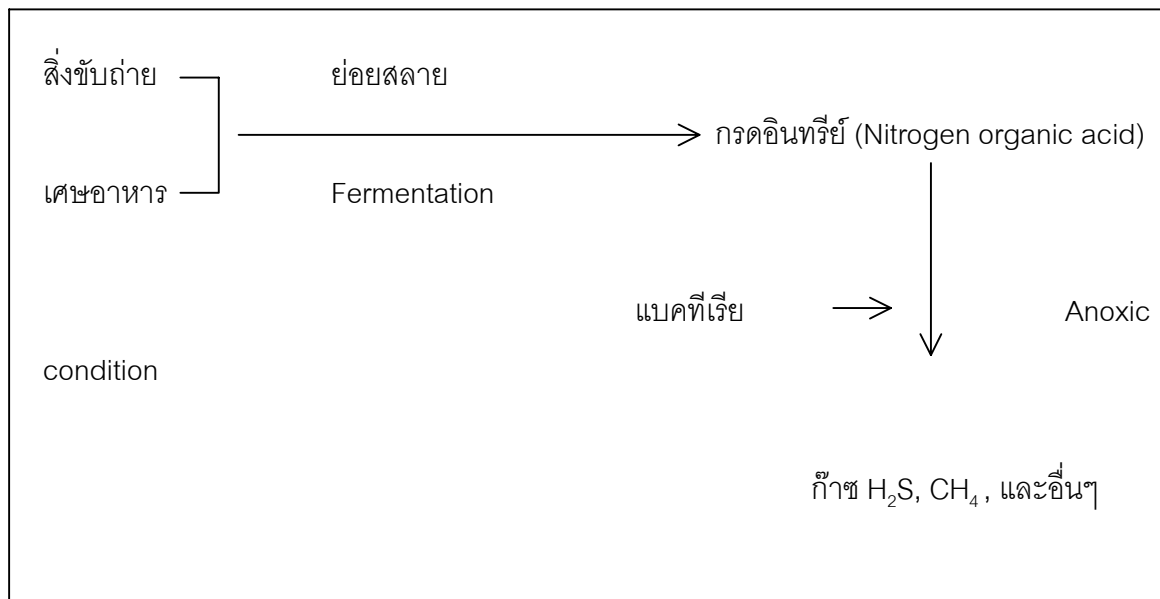 สิ่งขับถ่าย ย่อยสลาย
กรดอินทรีย์ (Nitrogen organic acid)
เศษอาหาร Fermentation
แบคทีเรีย Anoxic
condition
ก๊าซ H₂S, CH₄ , และอื่นๆ